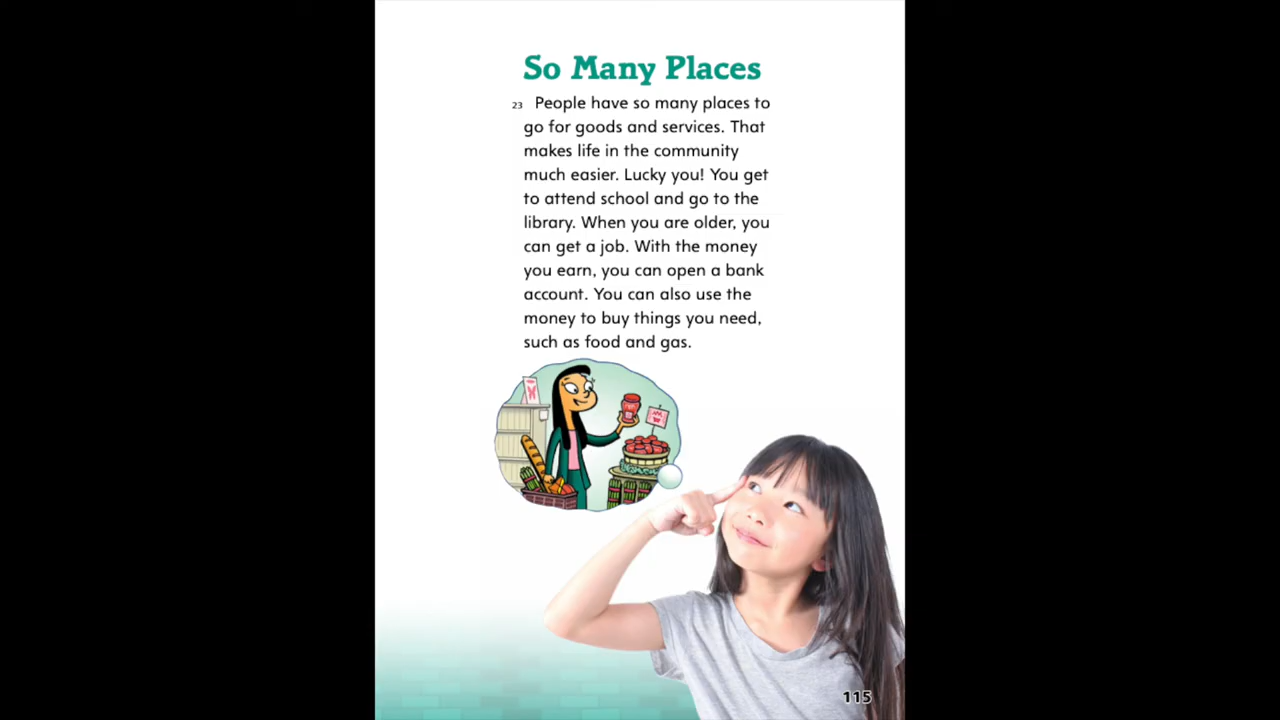 So Many Places
23 People have so many places to
go for goods and services. That
makes life in the community
much easier. Lucky you! You get
to attend school and go to the
library. When you are older, you
can get a job. With the money
you earn, you can open a bank
account. You can also use the
money to buy things you need,
such as food and gas.
115